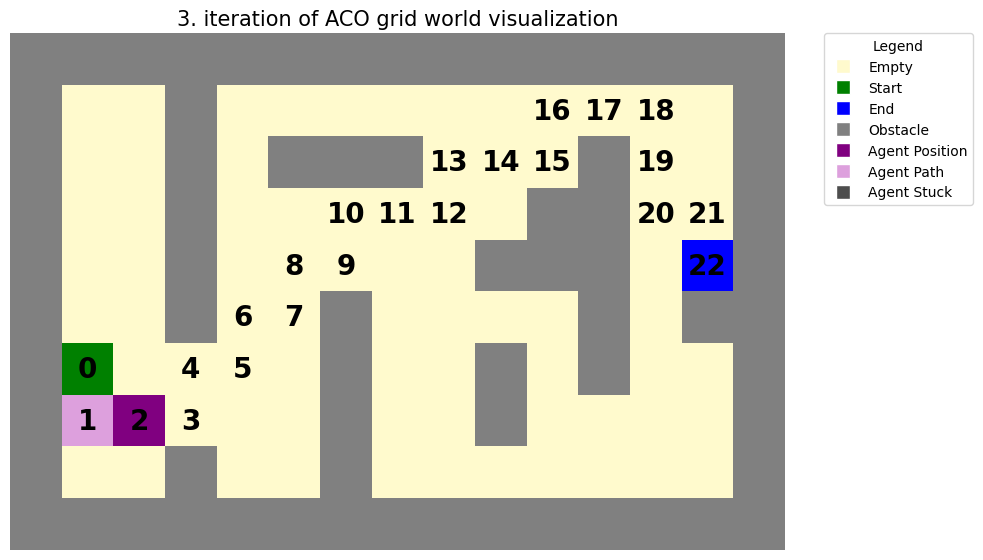 3. iteration of ACO grid world visualization
Legend
Empty
Start
End
Obstacle
Agent Position
Agent Path
Agent Stuck
16 17 18
13 14 15 19
10 11 12 20 21
8 9 22
6 7
0 4 5
1 2 3